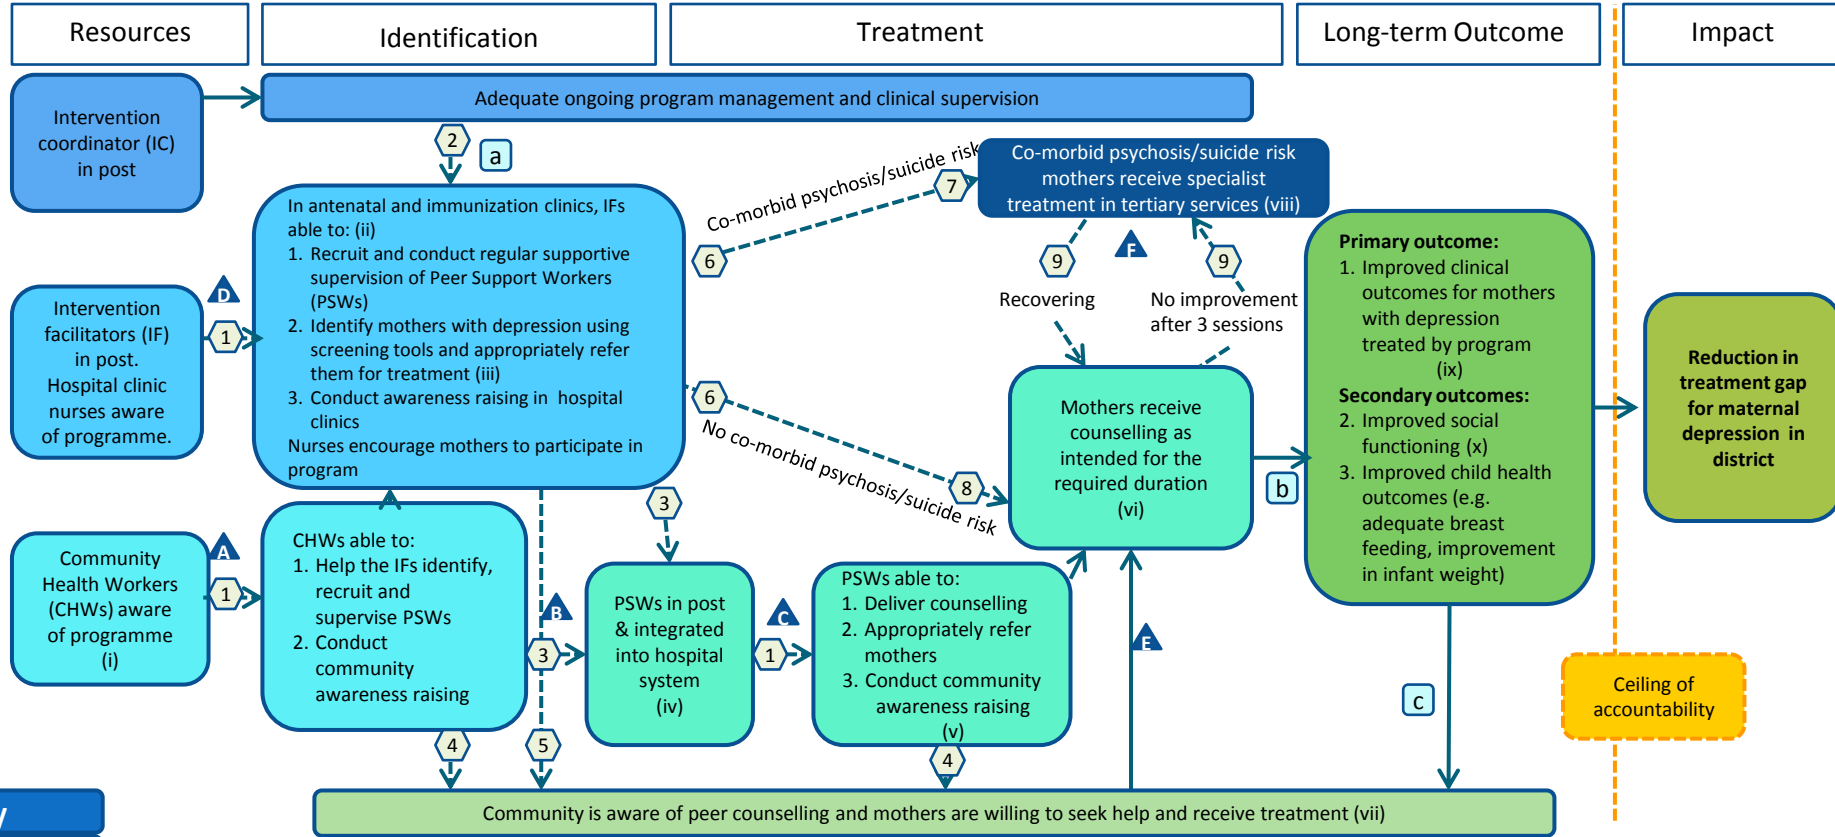 Resources
Identification
Treatment
Long-term Outcome
Impact
Intervention
coordinator (IC)
in post
Adequate ongoing program management and clinical supervision
2
a
In antenatal and immunization clinics, IFs
able to: (ii)
1. Recruit and conduct regular supportive
supervision of Peer Support Workers
(PSWs)
2. Identify mothers with depression using
screening tools and appropriately refer
them for treatment (iii)
3. Conduct awareness raising in hospital
clinics
Nurses encourage mothers to participate in
program
D
1
Intervention
facilitators (IF)
in post.
Hospital clinic
nurses aware
of programme.
Co-morbid psychosis/suicide risk
6
7
Co-morbid psychosis/suicide risk
mothers receive specialist
treatment in tertiary services (viii)
F
9
9
Recovering
No improvement
after 3 sessions
6
8
No co-morbid psychosis/suicide risk
Mothers receive
counselling as
intended for the
required duration
(vi)
b
Primary outcome:
1. Improved clinical
outcomes for mothers
with depression
treated by program
(ix)
Secondary outcomes:
2. Improved social
functioning (x)
3. Improved child health
outcomes (e.g.
adequate breast
feeding, improvement
in infant weight)
Reduction in
treatment gap
for maternal
depression in
district
Community
Health Workers
(CHWs) aware
of programme
(i)
A
1
CHWs able to:
1. Help the IFs identify,
recruit and
supervise PSWs
2. Conduct
community
awareness raising
3
B
3
PSWs in post
& integrated
into hospital
system
(iv)
C
1
PSWs able to:
1. Deliver counselling
2. Appropriately refer
mothers
3. Conduct community
awareness raising
(v)
E
c
Ceiling of
accountability
4
5
4
Community is aware of peer counselling and mothers are willing to seek help and receive treatment (vii)
y